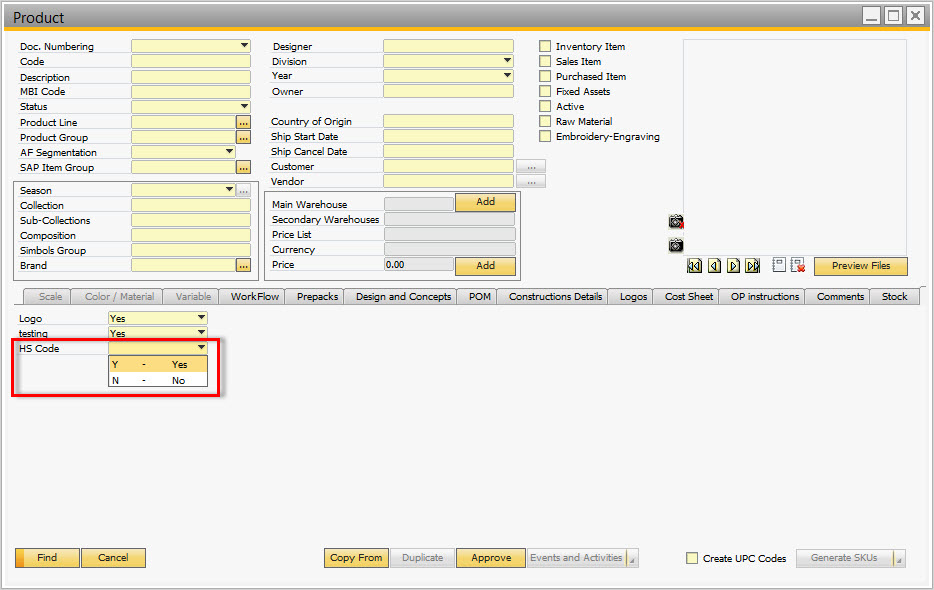 Product
Doc. Numbering
Code
Description
MBI Code
Status
Product Line ...
Product Group ...
AF Segmentation
SAP Item Group ...
Season ...
Collection
Sub-Collections
Composition
Simbols Group
Brand ...
Designer
Division
Year
Owner
Country of Origin
Ship Start Date
Ship Cancel Date
Customer ...
Vendor ...
Main Warehouse Add
Secondary Warehouses
Price List
Currency
Price 0.00 Add
Inventory Item
Sales Item
Purchased Item
Fixed Assets
Active
Raw Material
Embroidery-Engraving
Preview Files
Scale Color / Material Variable WorkFlow Prepacks Design and Concepts POM Constructions Details Logos Cost Sheet OP instructions Comments Stock
Logo Yes
testing Yes
HS Code
Y - Yes
N - No
Find Cancel Copy From Duplicate Approve Events and Activities Create UPC Codes Generate SKUs